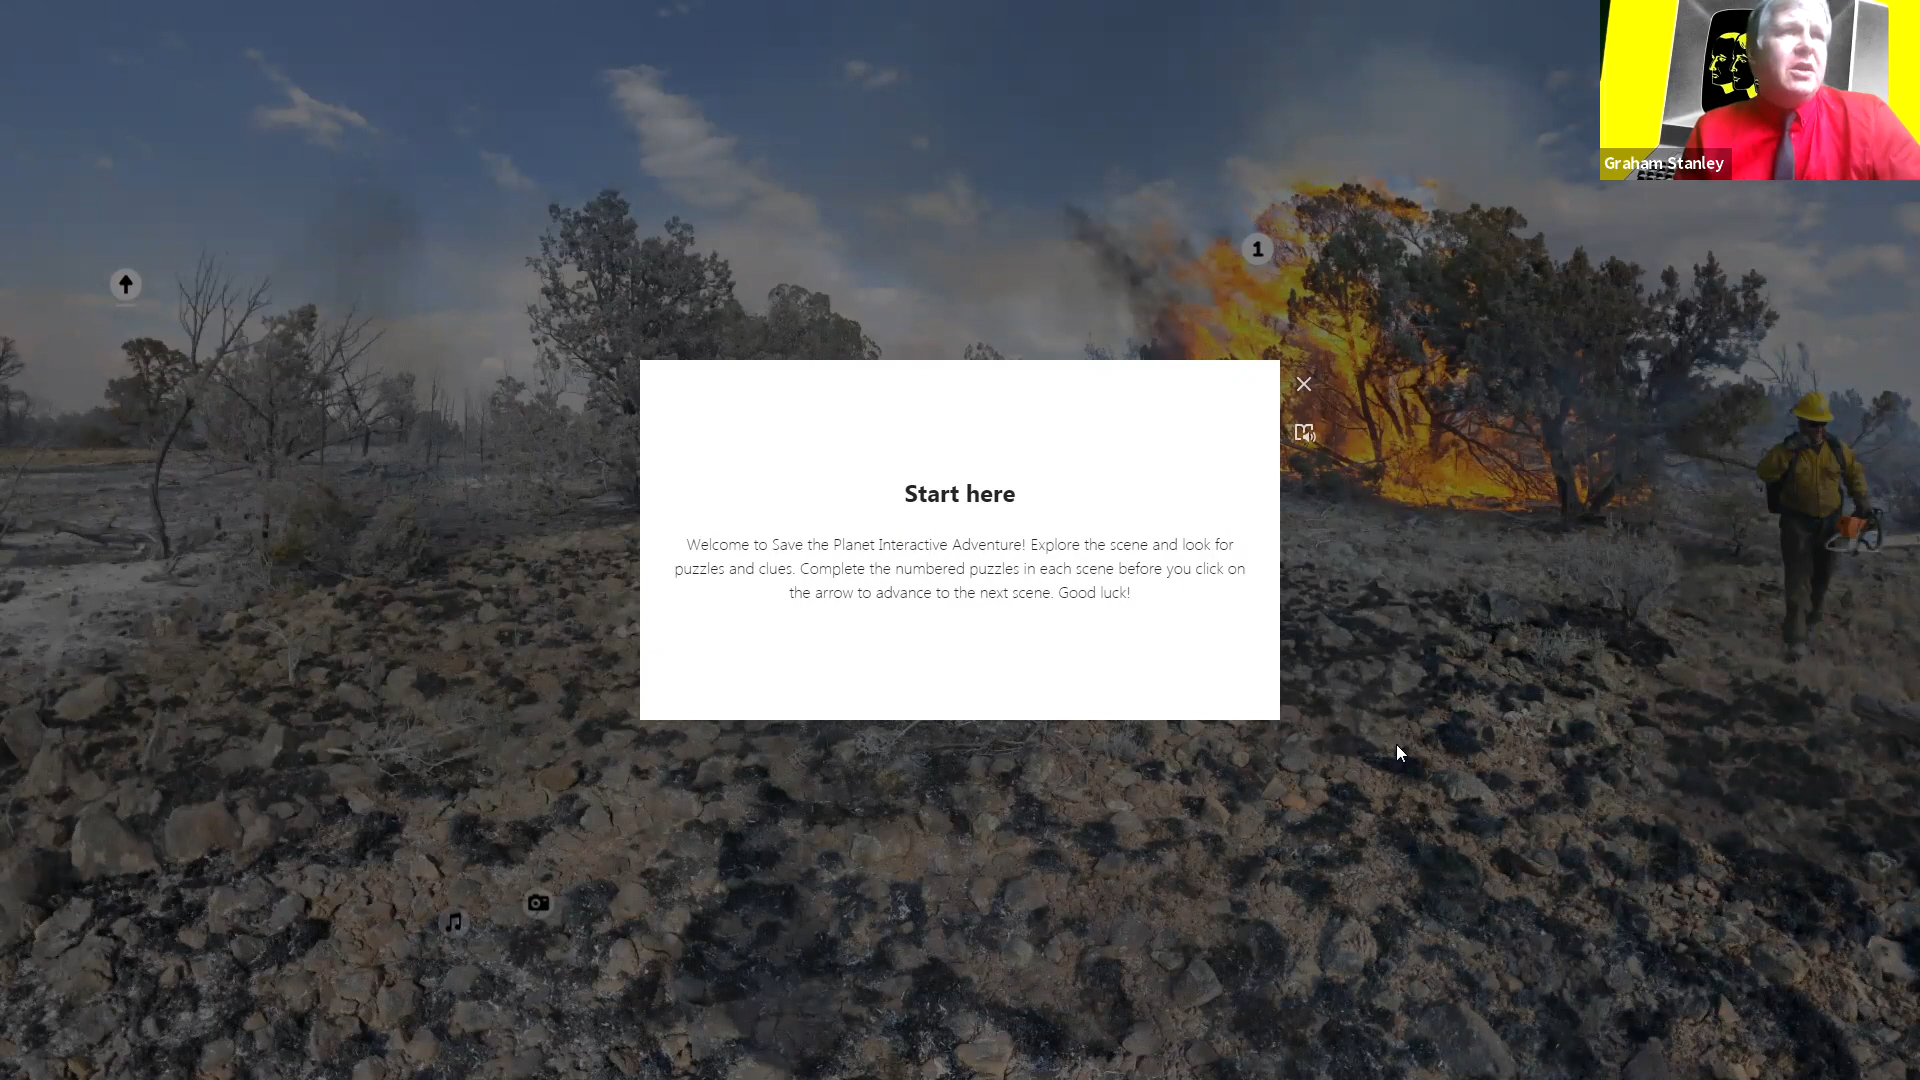 Graham Stanley
1
Start here
Welcome to Save the Planet Interactive Adventure! Explore the scene and look for
puzzles and clues. Complete the numbered puzzles in each scene before you click on
the arrow to advance to the next scene. Good luck!